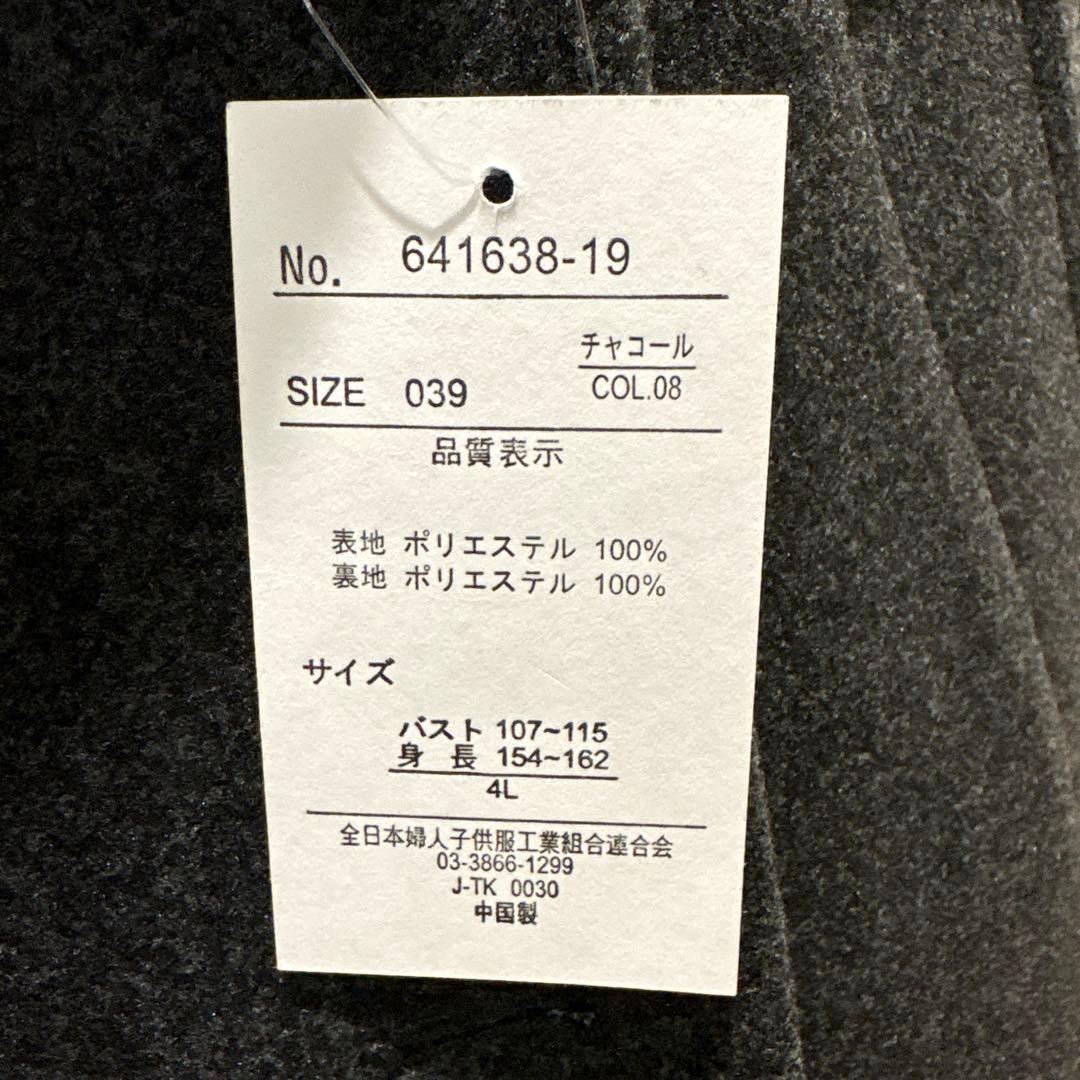 No. 641638-19
チャコール
SIZE 039 COL.08
品質表示
表地 ポリエステル 100%
裏地 ポリエステル 100%
サイズ
バスト 107~115
身 長 154~162
4L
全日本婦人子供服工業組合連合会
03-3866-1299
J-TK 0030
中国製